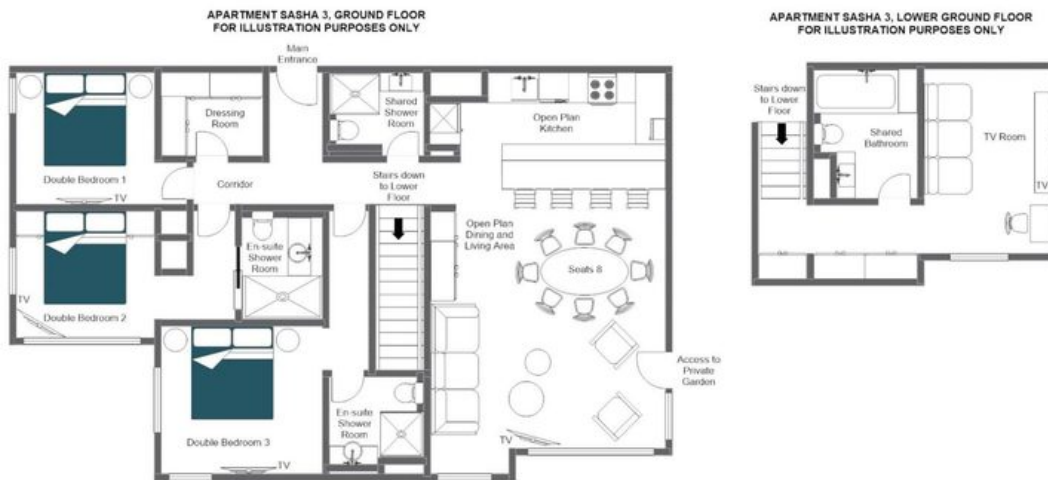 APARTMENT SASHA 3, GROUND FLOOR
FOR ILLUSTRATION PURPOSES ONLY
Main
Entrance
Dressing
Room
Shared
Shower
Room
Open Plan
Kitchen
Double Bedroom 1
TV
Corridor
Stairs down
to Lower
Floor
En-suite
Shower
Room
Open Plan
Dining and
Living Area
Seats 8
TV
Double Bedroom 2
Access to
Private
Garden
Double Bedroom 3
TV
En-suite
Shower
Room
TV
APARTMENT SASHA 3, LOWER GROUND FLOOR
FOR ILLUSTRATION PURPOSES ONLY
Stairs down
to Lower
Floor
Shared
Bathroom
TV Room
TV